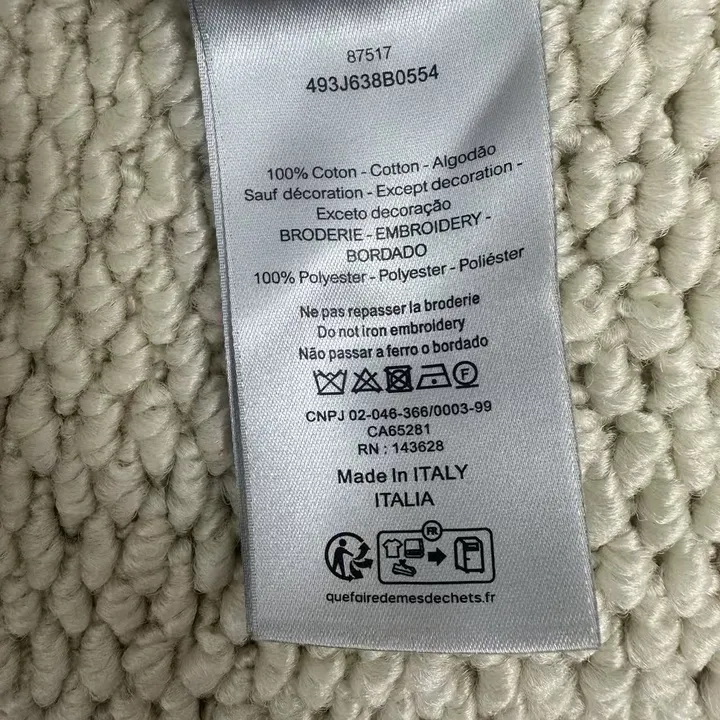 87517
493J638B0554
100% Coton - Cotton - Algodão
Sauf décoration - Except decoration -
Exceto decoração
BRODERIE - EMBROIDERY -
BORDADO
100% Polyester - Polyester - Poliéster
Ne pas repasser la broderie
Do not iron embroidery
Não passar a ferro o bordado
F
CNPJ 02-046-366/0003-99
CA65281
RN : 143628
Made In ITALY
ITALIA
FR
quefairedemesdechets.fr